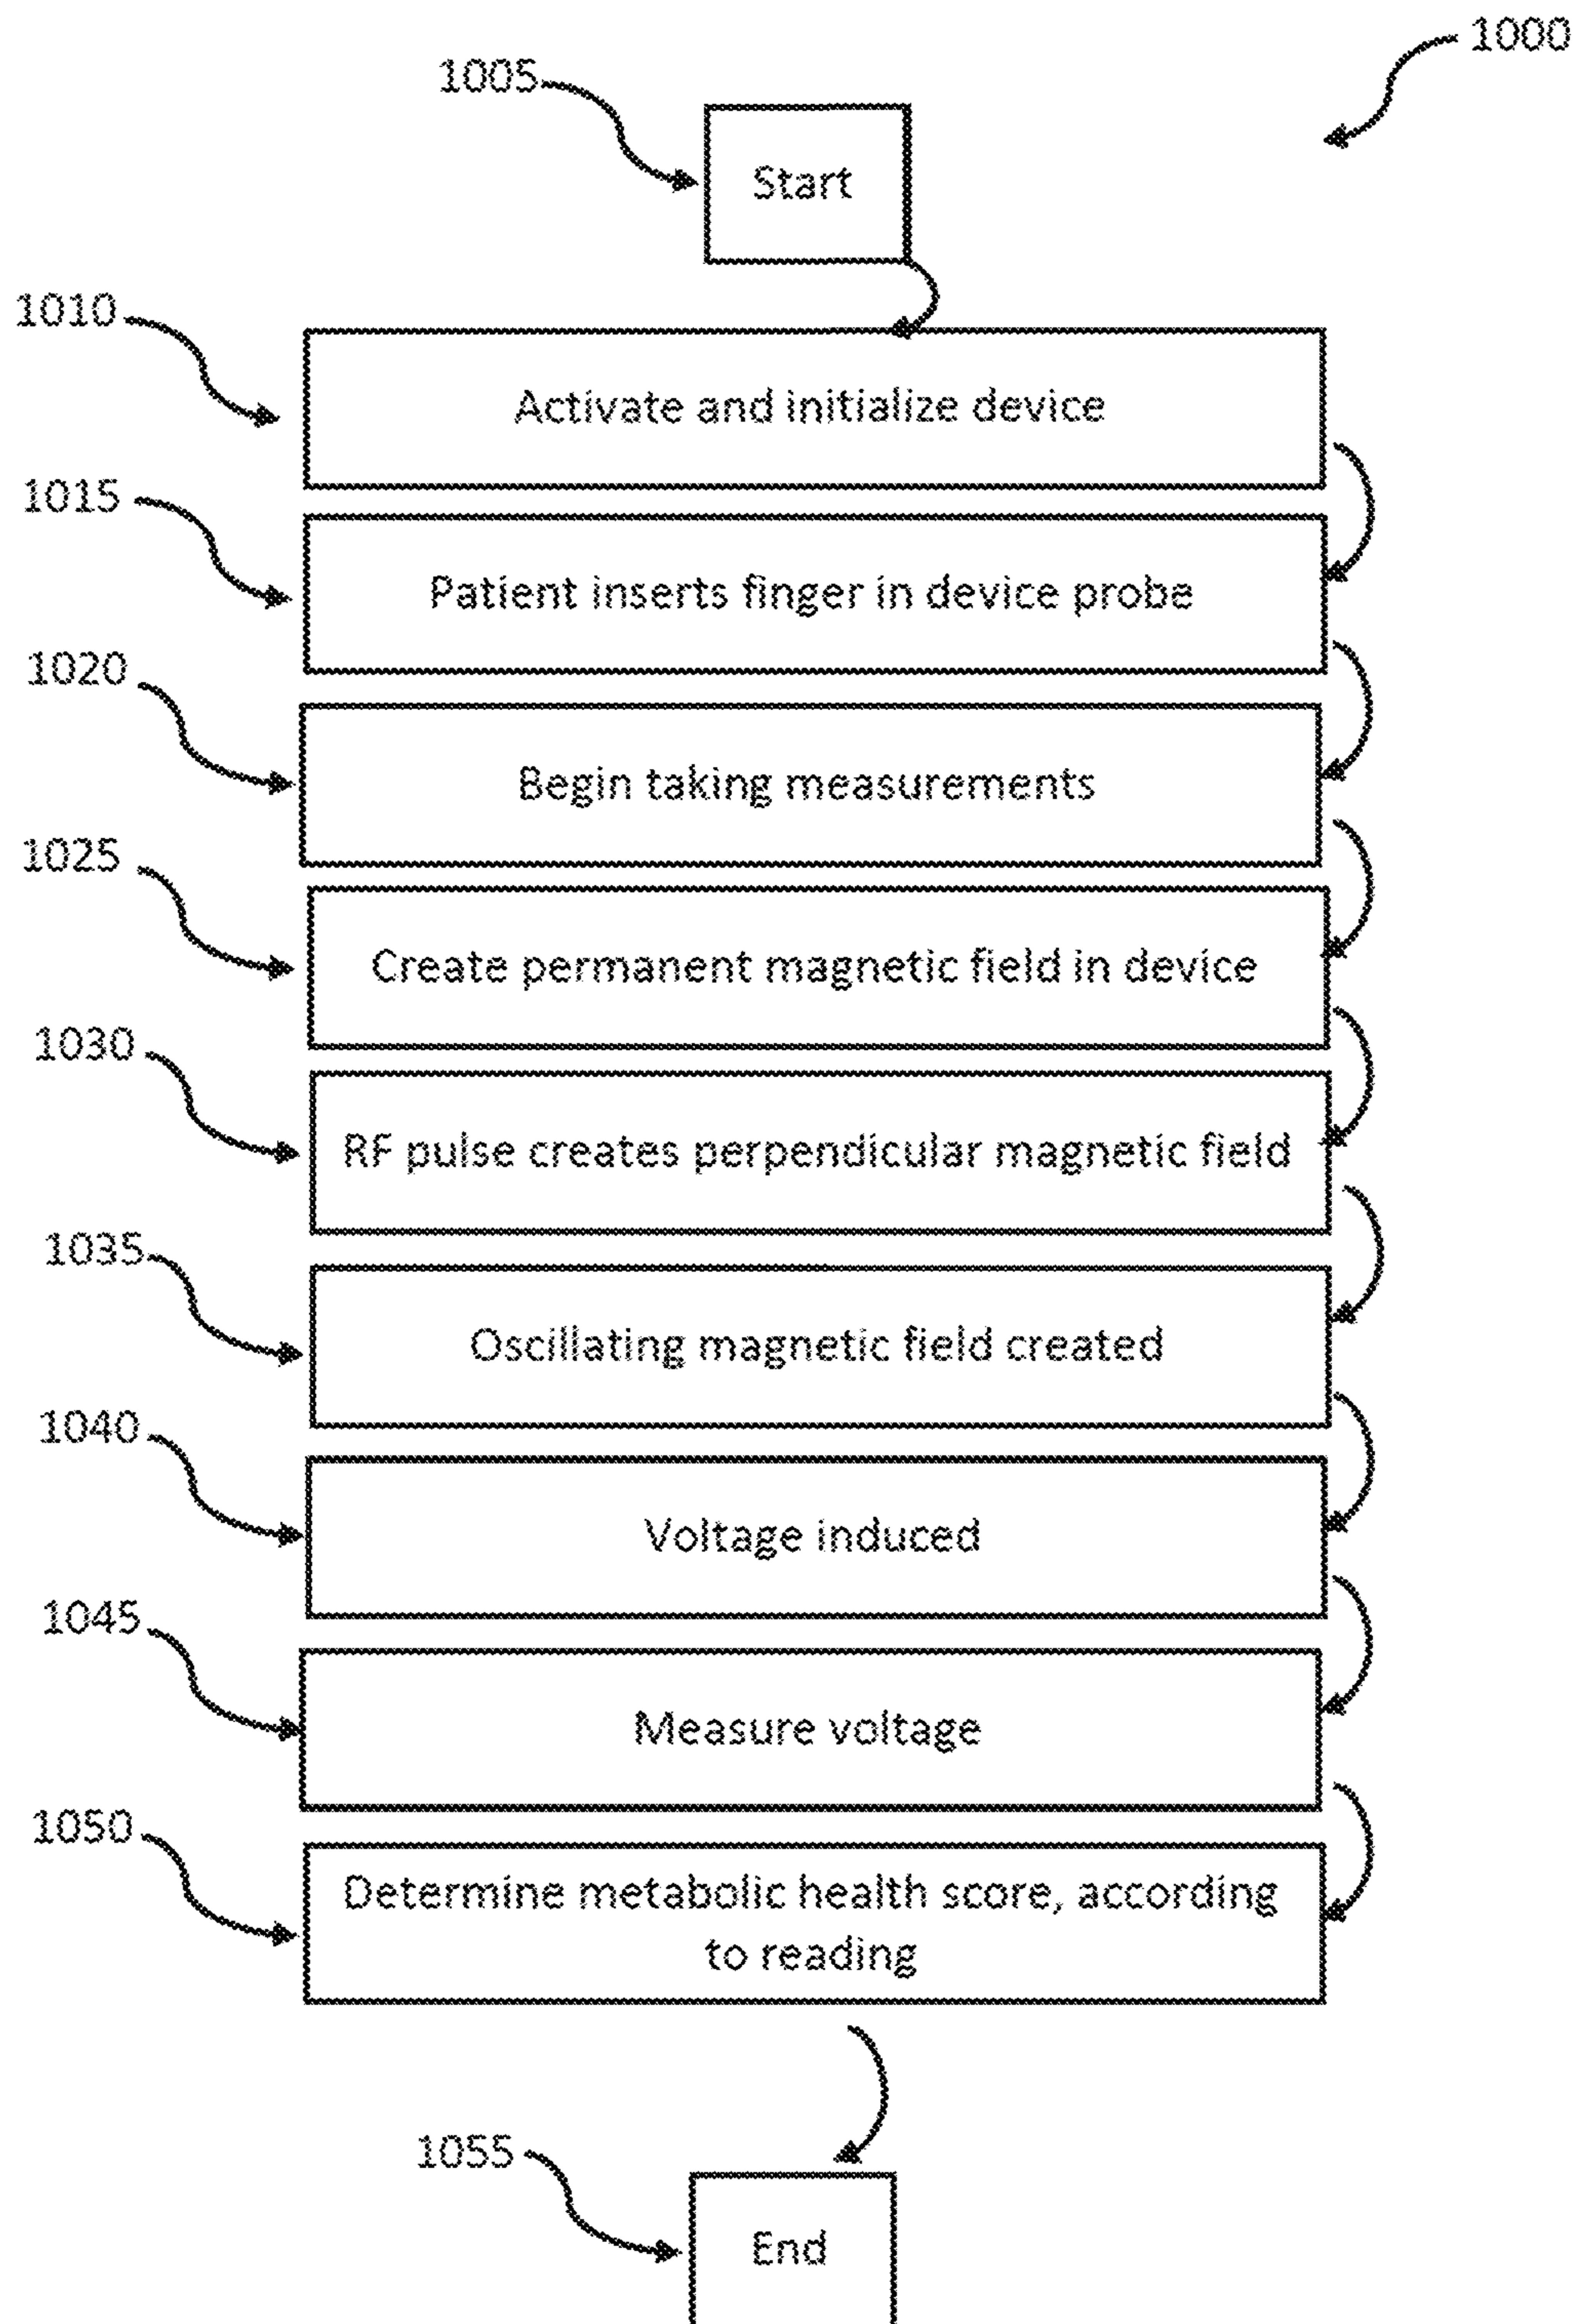 1000
1005
Start
1010
Activate and initialize device
1015
Patient inserts finger in device probe
1020
Begin taking measurements
1025
Create permanent magnetic field in device
1030
RF pulse creates perpendicular magnetic field
1035
Oscillating magnetic field created
1040
Voltage induced
1045
Measure voltage
1050
Determine metabolic health score, according
to reading
1055
End